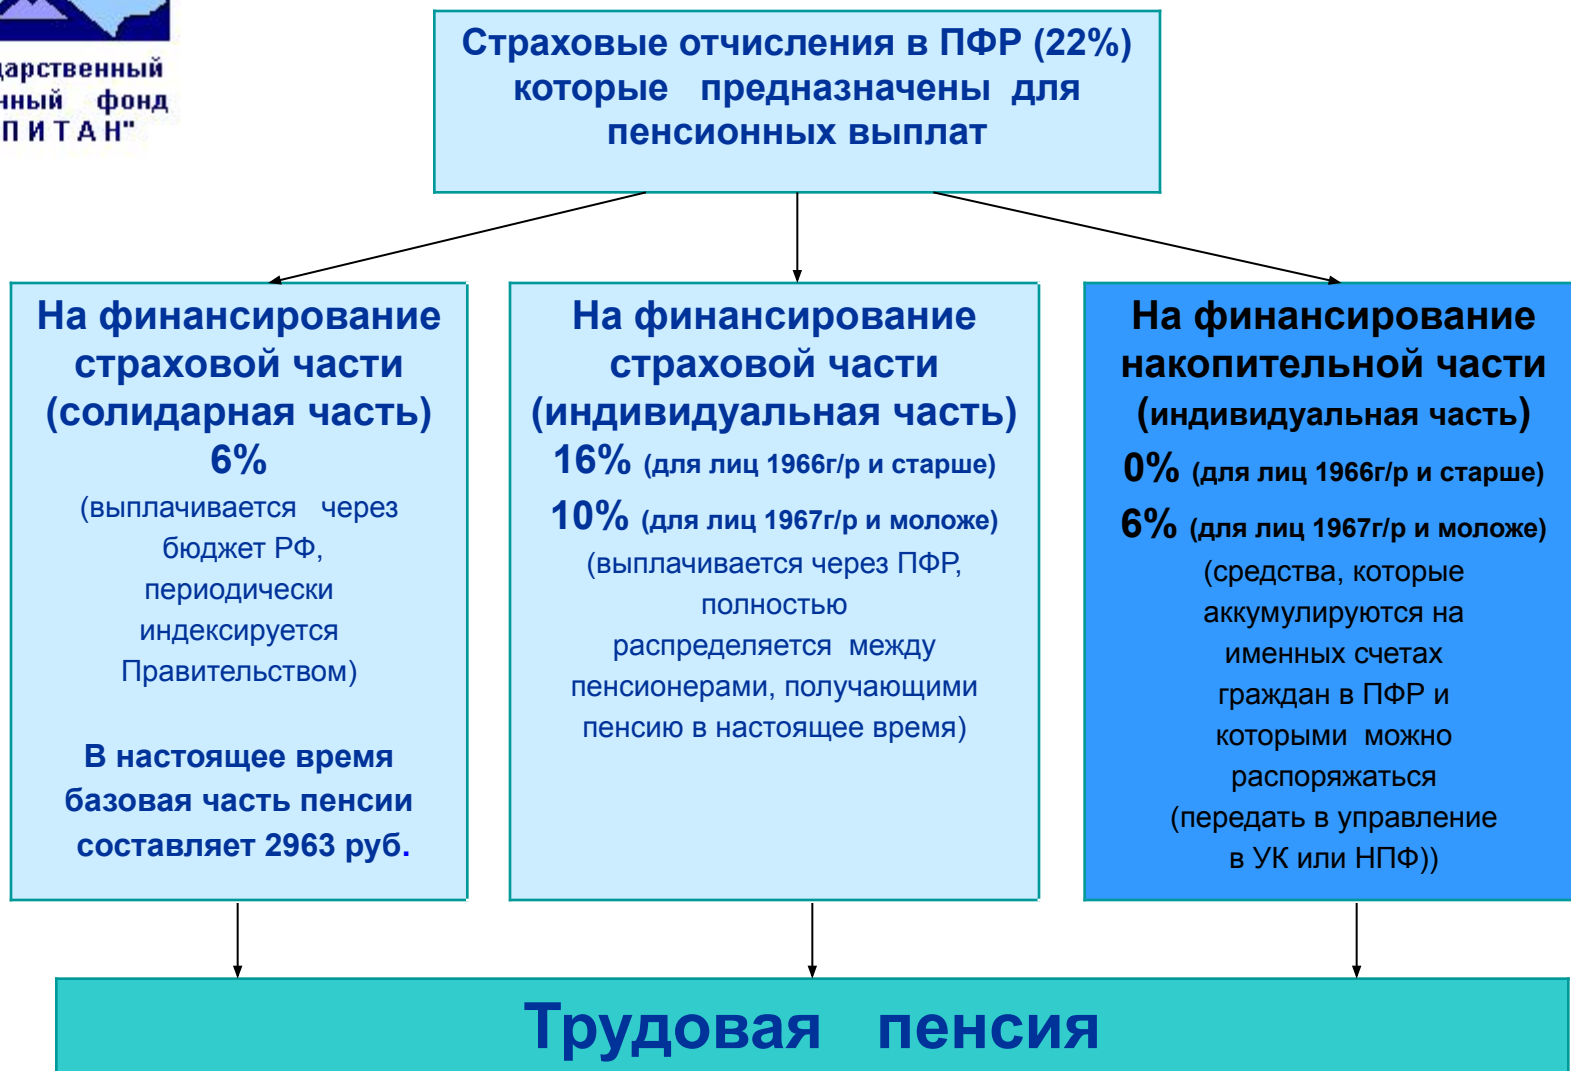 фонд
Страховые отчисления в ПФР (22%)
которые предназначены для
пенсионных выплат
На финансирование
страховой части
(солидарная часть)
6%
(выплачивается через
бюджет РФ,
периодически
индексируется
Правительством)
В настоящее время
базовая часть пенсии
составляет 2963 руб.
На финансирование
страховой части
(индивидуальная часть)
16% (для лиц 1966г/р и старше)
10% (для лиц 1967г/р и моложе)
(выплачивается через ПФР,
полностью
распределяется между
пенсионерами, получающими
пенсию в настоящее время)
На финансирование
накопительной части
(индивидуальная часть)
0% (для лиц 1966г/р и старше)
6% (для лиц 1967г/р и моложе)
(средства, которые
аккумулируются на
именных счетах
граждан в ПФР и
которыми можно
распоряжаться
(передать в управление
в УК или НПФ))
Трудовая пенсия